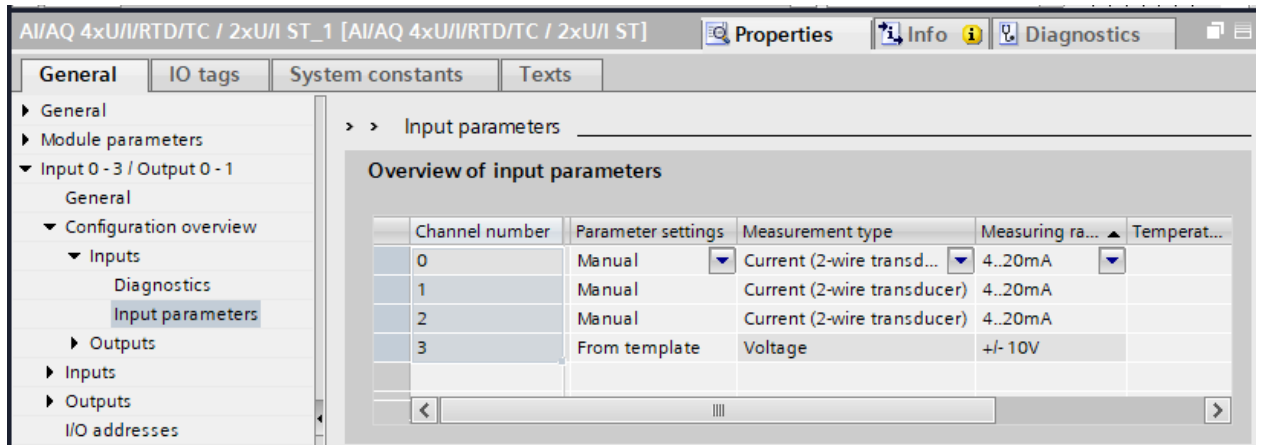 AI/AQ 4xU/I/RTD/TC / 2xU/I ST_1 [AI/AQ 4xU/I/RTD/TC / 2xU/I ST]
Properties
Info
Diagnostics
General
IO tags
System constants
Texts
General
Module parameters
Input 0 - 3 / Output 0 - 1
General
Configuration overview
Inputs
Diagnostics
Input parameters
Outputs
Inputs
Outputs
I/O addresses
> > Input parameters
Overview of input parameters
Channel number Parameter settings Measurement type Measuring ra... Temperat...
0 Manual Current (2-wire transd... 4..20mA
1 Manual Current (2-wire transducer) 4..20mA
2 Manual Current (2-wire transducer) 4..20mA
3 From template Voltage +/- 10V